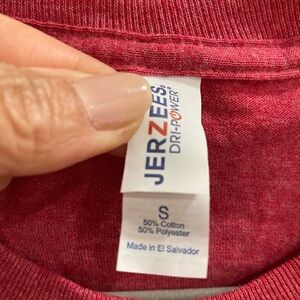 JERZEES
DRI-POWER
S
50% Cotton
50% Polyester
Made in El Salvador